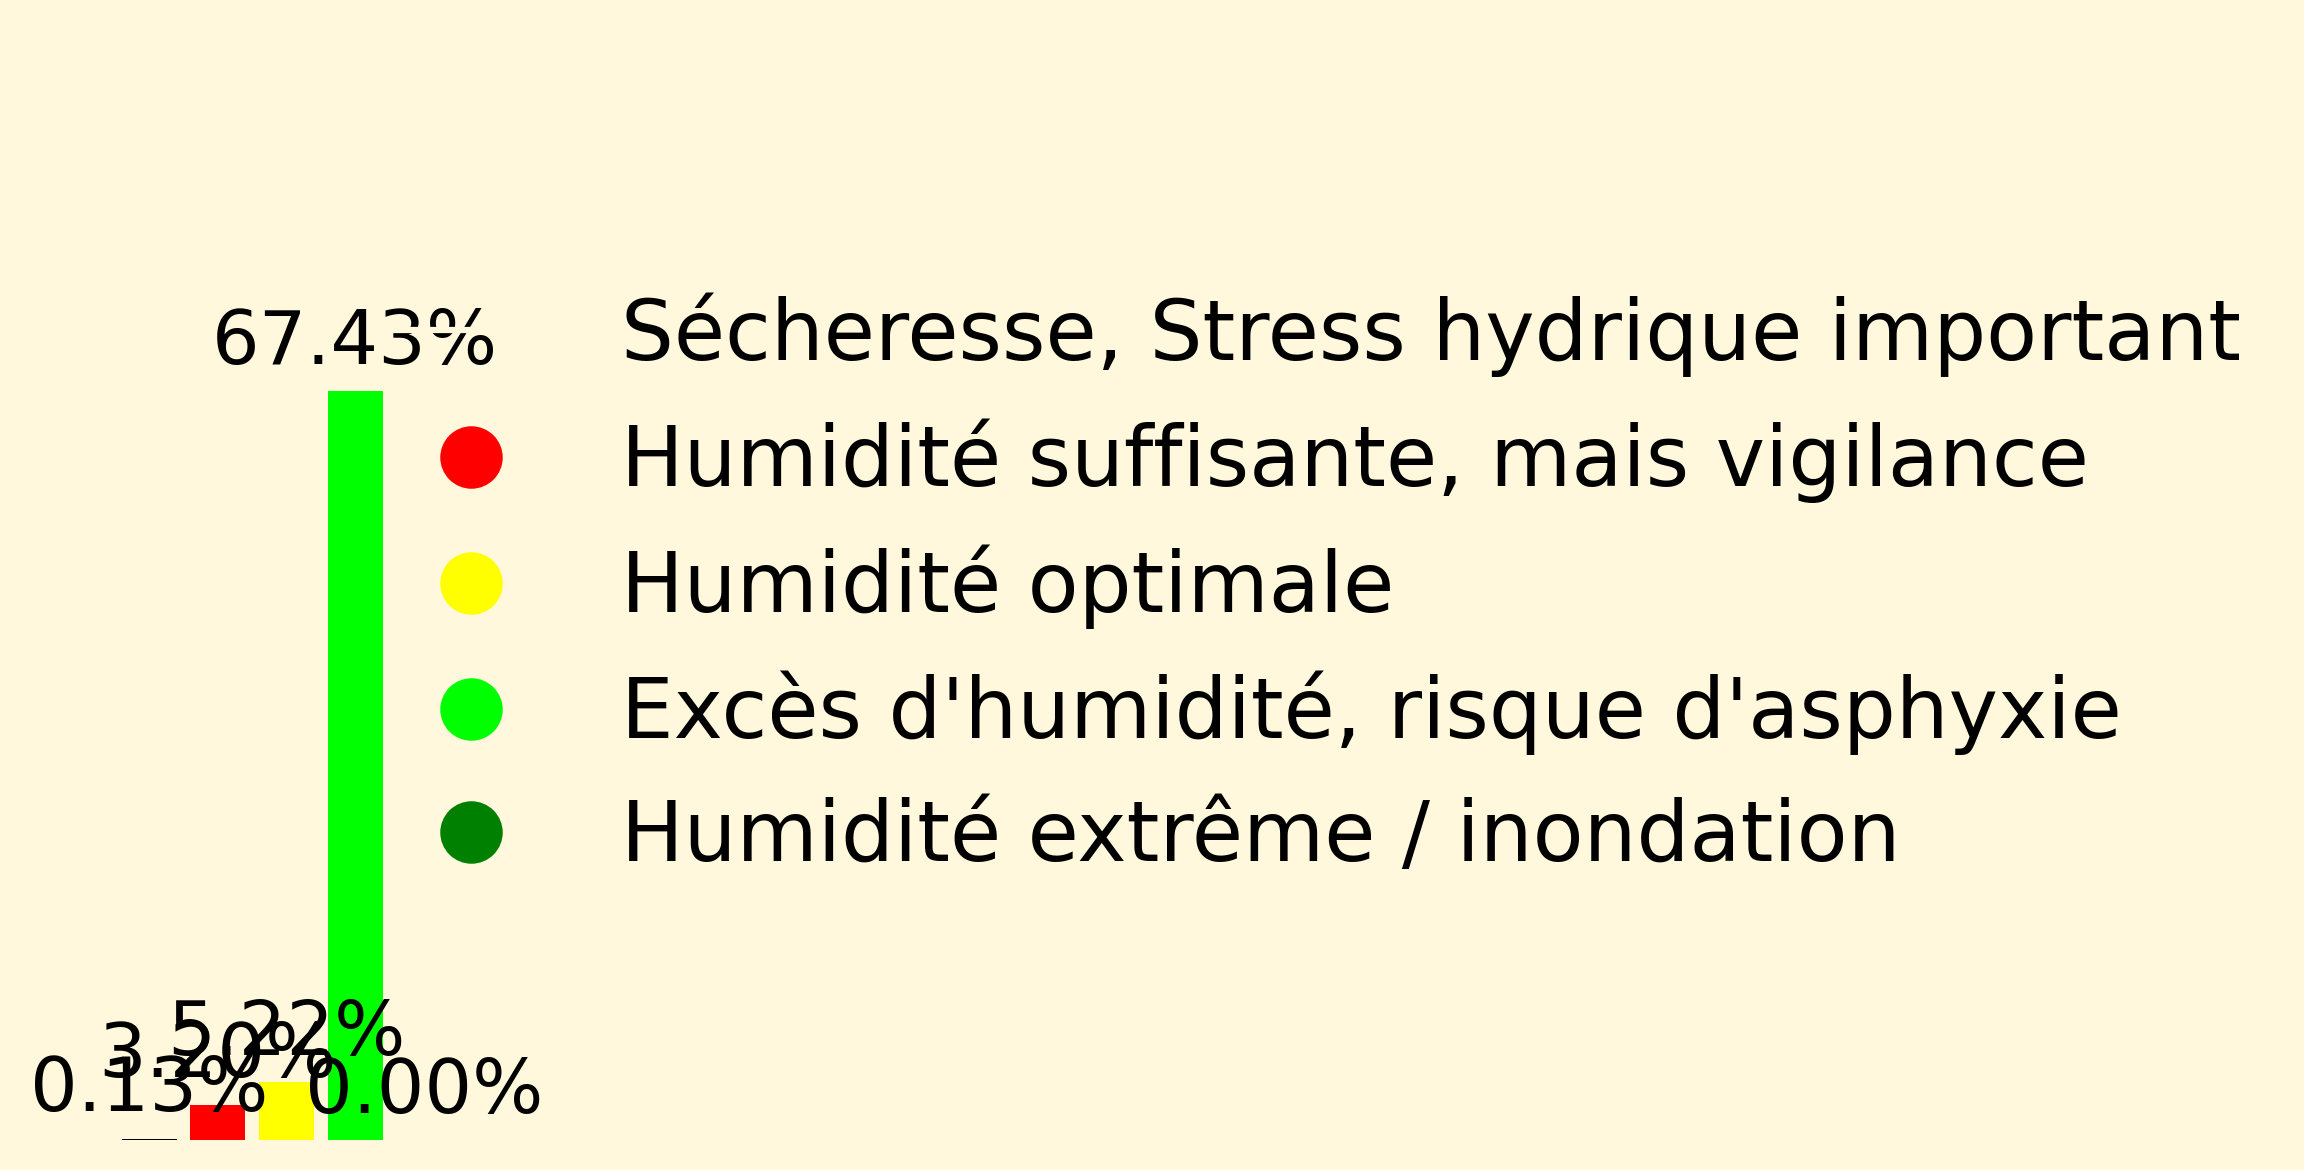 67.43%
Sécheresse, Stress hydrique important
Humidité suffisante, mais vigilance
Humidité optimale
Excès d'humidité, risque d'asphyxie
Humidité extrême / inondation
5.22%
3.20%
0.13%
0.00%